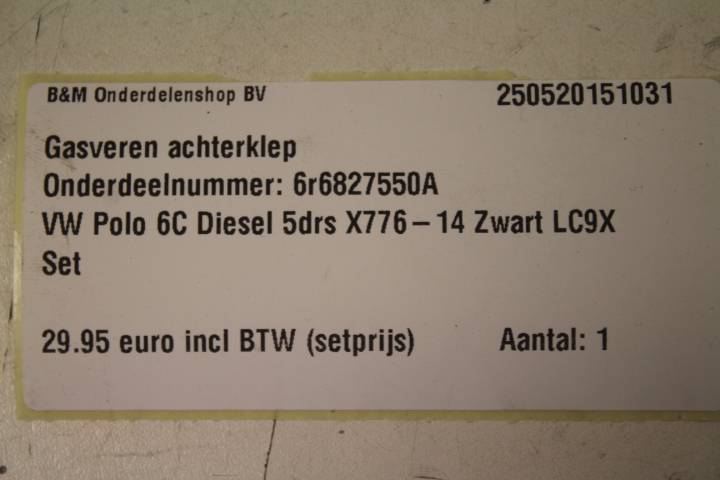 B&M Onderdelenshop BV 250520151031
Gasveren achterklep
Onderdeelnummer: 6r6827550A
VW Polo 6C Diesel 5drs X776-14 Zwart LC9X
Set
29.95 euro incl BTW (setprijs) Aantal: 1